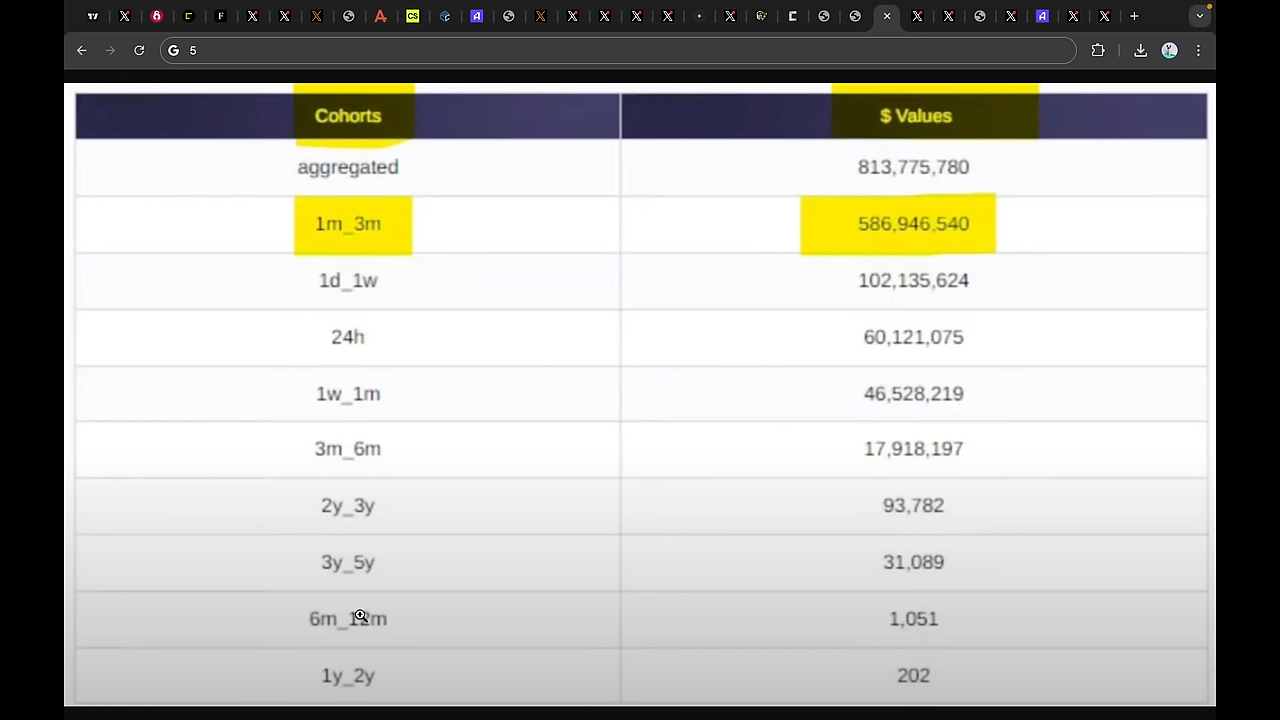 5
Cohorts $ Values
aggregated 813,775,780
1m_3m 586,946,540
1d_1w 102,135,624
24h 60,121,075
1w_1m 46,528,219
3m_6m 17,918,197
2y_3y 93,782
3y_5y 31,089
6m_12m 1,051
1y_2y 202